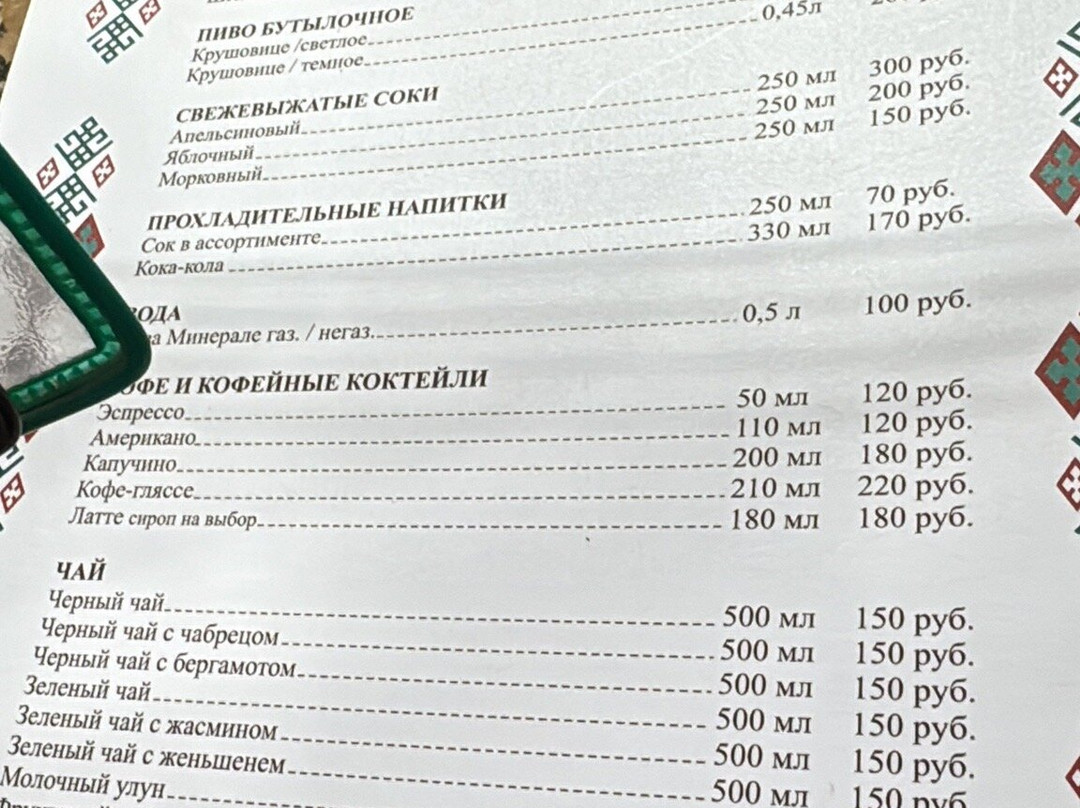 ПИВО БУТЫЛОЧНОЕ
Крушовице /светлое 0,45л
Крушовице / темное
СВЕЖЕВЫЖАТЫЕ СОКИ
Апельсиновый 250 мл 300 руб.
Яблочный 250 мл 200 руб.
Морковный 250 мл 150 руб.
ПРОХЛАДИТЕЛЬНЫЕ НАПИТКИ
Сок в ассортименте 250 мл 70 руб.
Кока-кола 330 мл 170 руб.
Минерале газ. / негаз. 0,5 л 100 руб.
И КОФЕЙНЫЕ КОКТЕЙЛИ
Эспрессо 50 мл 120 руб.
Американо 110 мл 120 руб.
Капучино 200 мл 180 руб.
Кофе-гляссе 210 мл 220 руб.
Латте сироп на выбор 180 мл 180 руб.
ЧАЙ
Черный чай 500 мл 150 руб.
Черный чай с чабрецом 500 мл 150 руб.
Черный чай с бергамотом 500 мл 150 руб.
Зеленый чай 500 мл 150 руб.
Зеленый чай с жасмином 500 мл 150 руб.
Зеленый чай с женьшенем 500 мл 150 руб.
Молочный улун